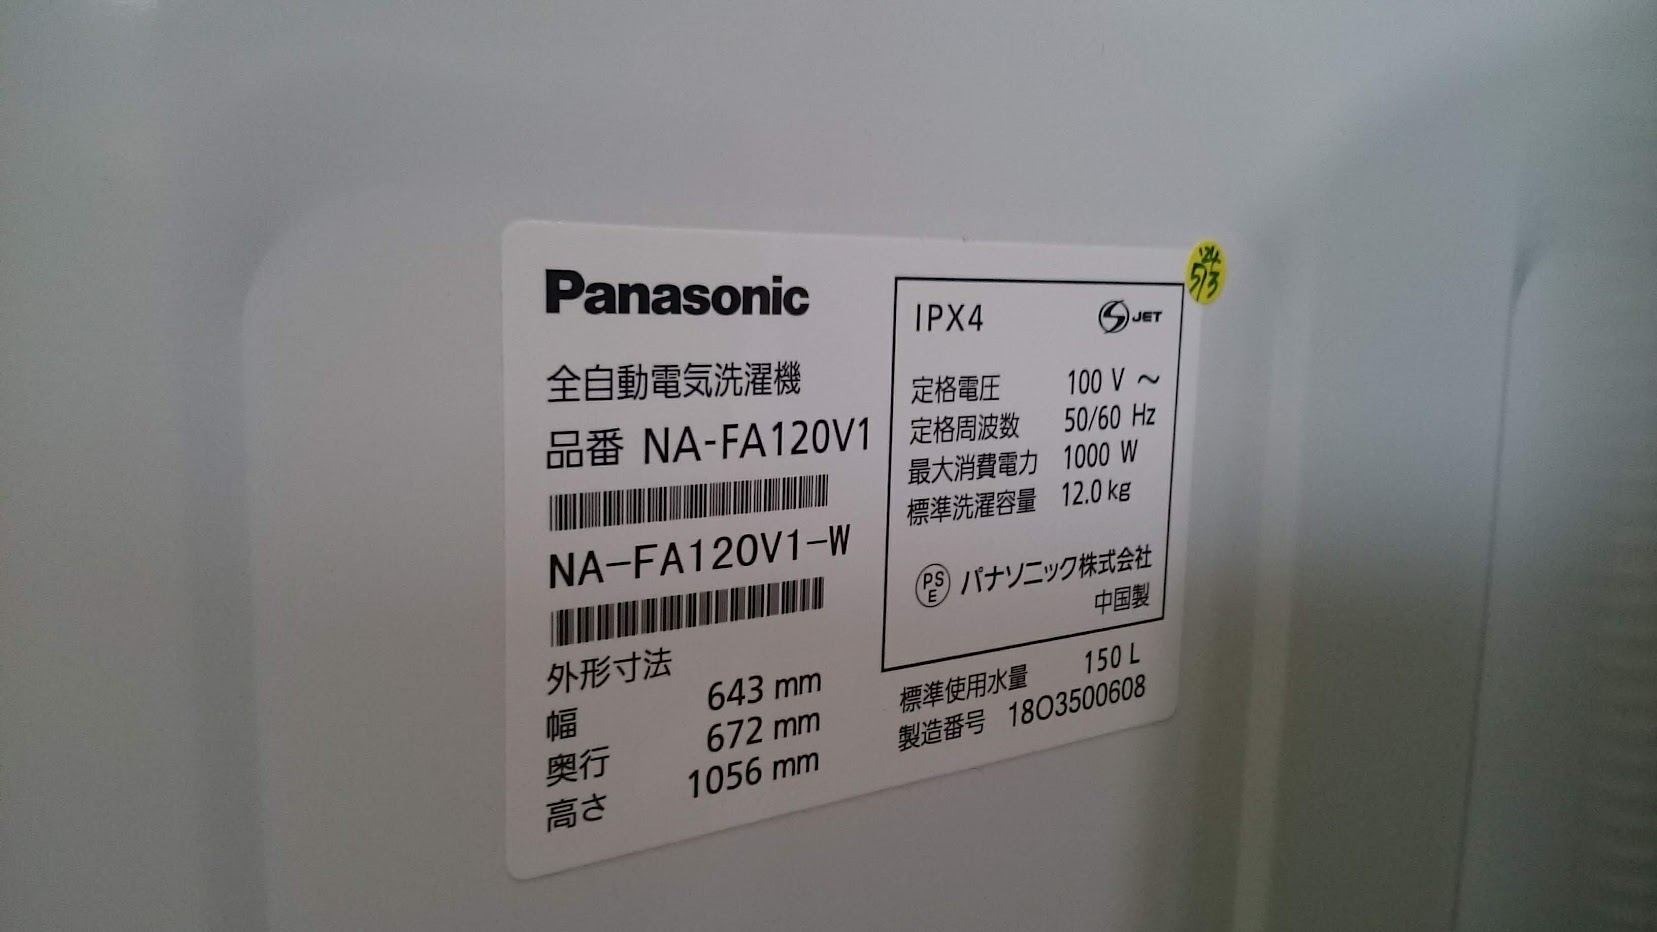 Panasonic
全自動電気洗濯機
品番 NA-FA120V1
NA-FA120V1-W
外形寸法
幅 643 mm
奥行 672 mm
高さ 1056 mm
IPX4
S JET
定格電圧 100 V ～
定格周波数 50/60 Hz
最大消費電力 1000 W
標準洗濯容量 12.0 kg
PS
E
パナソニック株式会社
中国製
標準使用水量 150 L
製造番号 18O3500608
'24
5/3